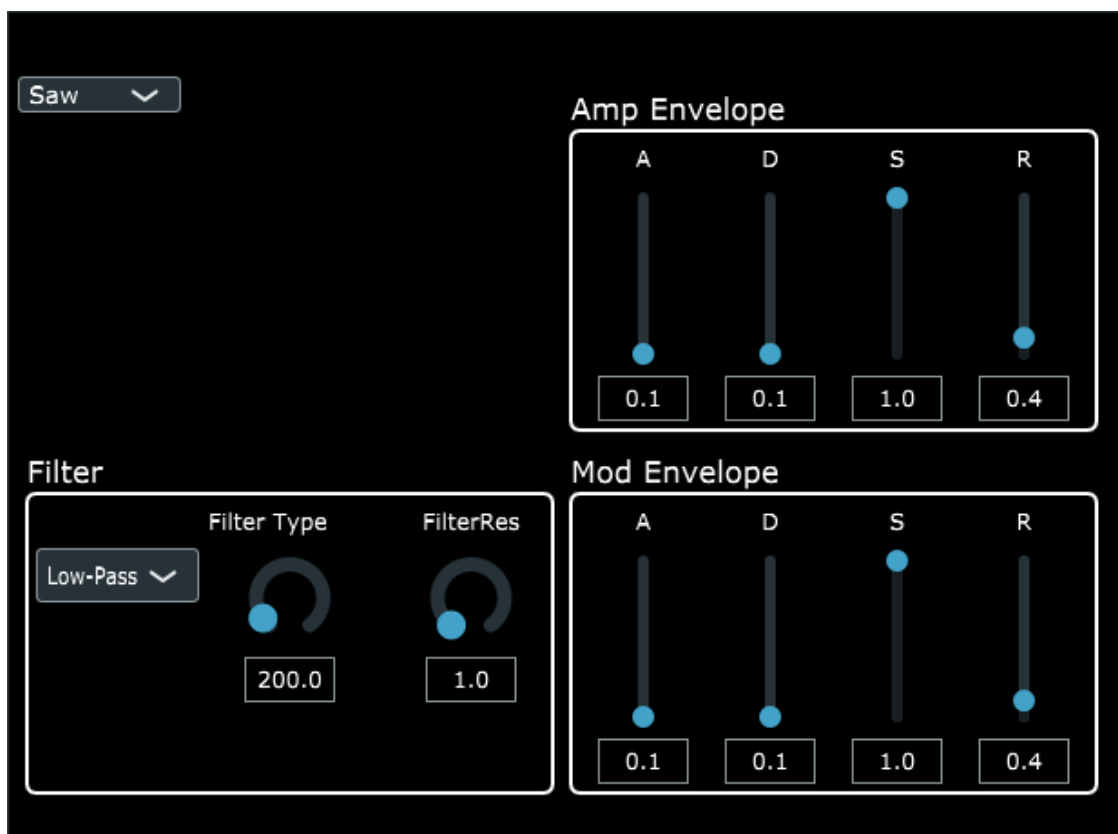 Saw
Amp Envelope
A D S R
0.1 0.1 1.0 0.4
Filter
Filter Type FilterRes
Low-Pass
200.0 1.0
Mod Envelope
A D S R
0.1 0.1 1.0 0.4